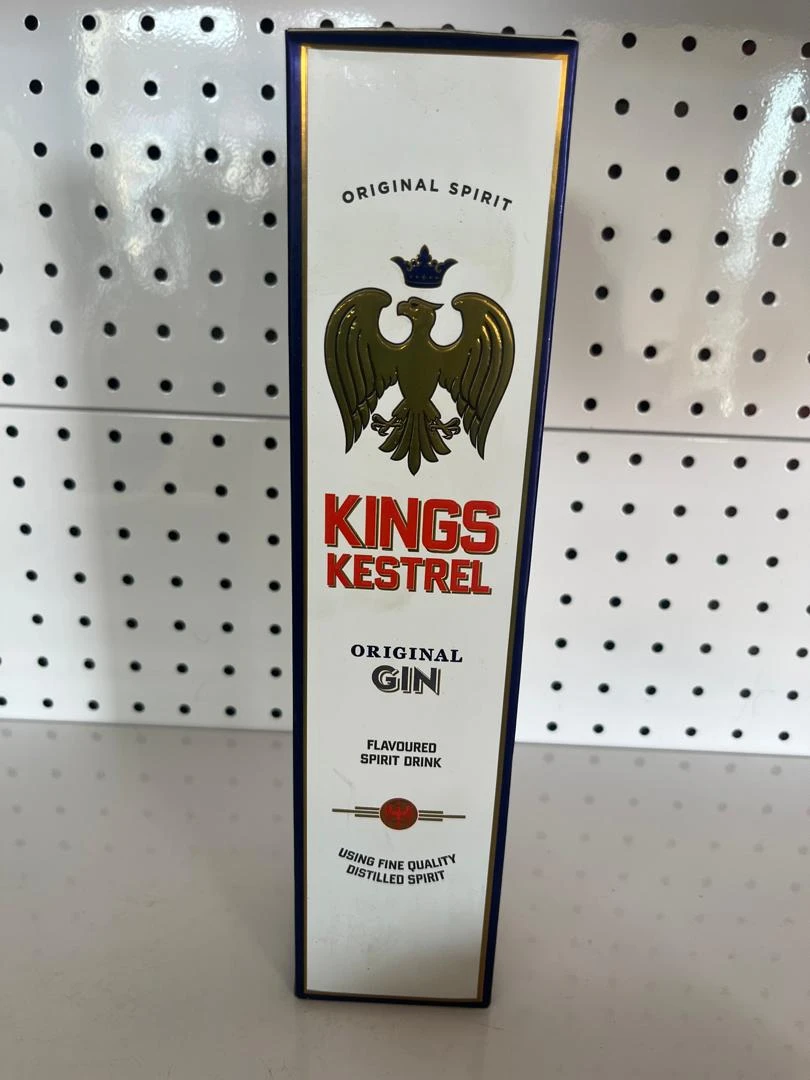 ORIGINAL SPIRIT
KINGS
KESTREL
ORIGINAL
GIN
FLAVOURED
SPIRIT DRINK
USING FINE QUALITY
DISTILLED SPIRIT